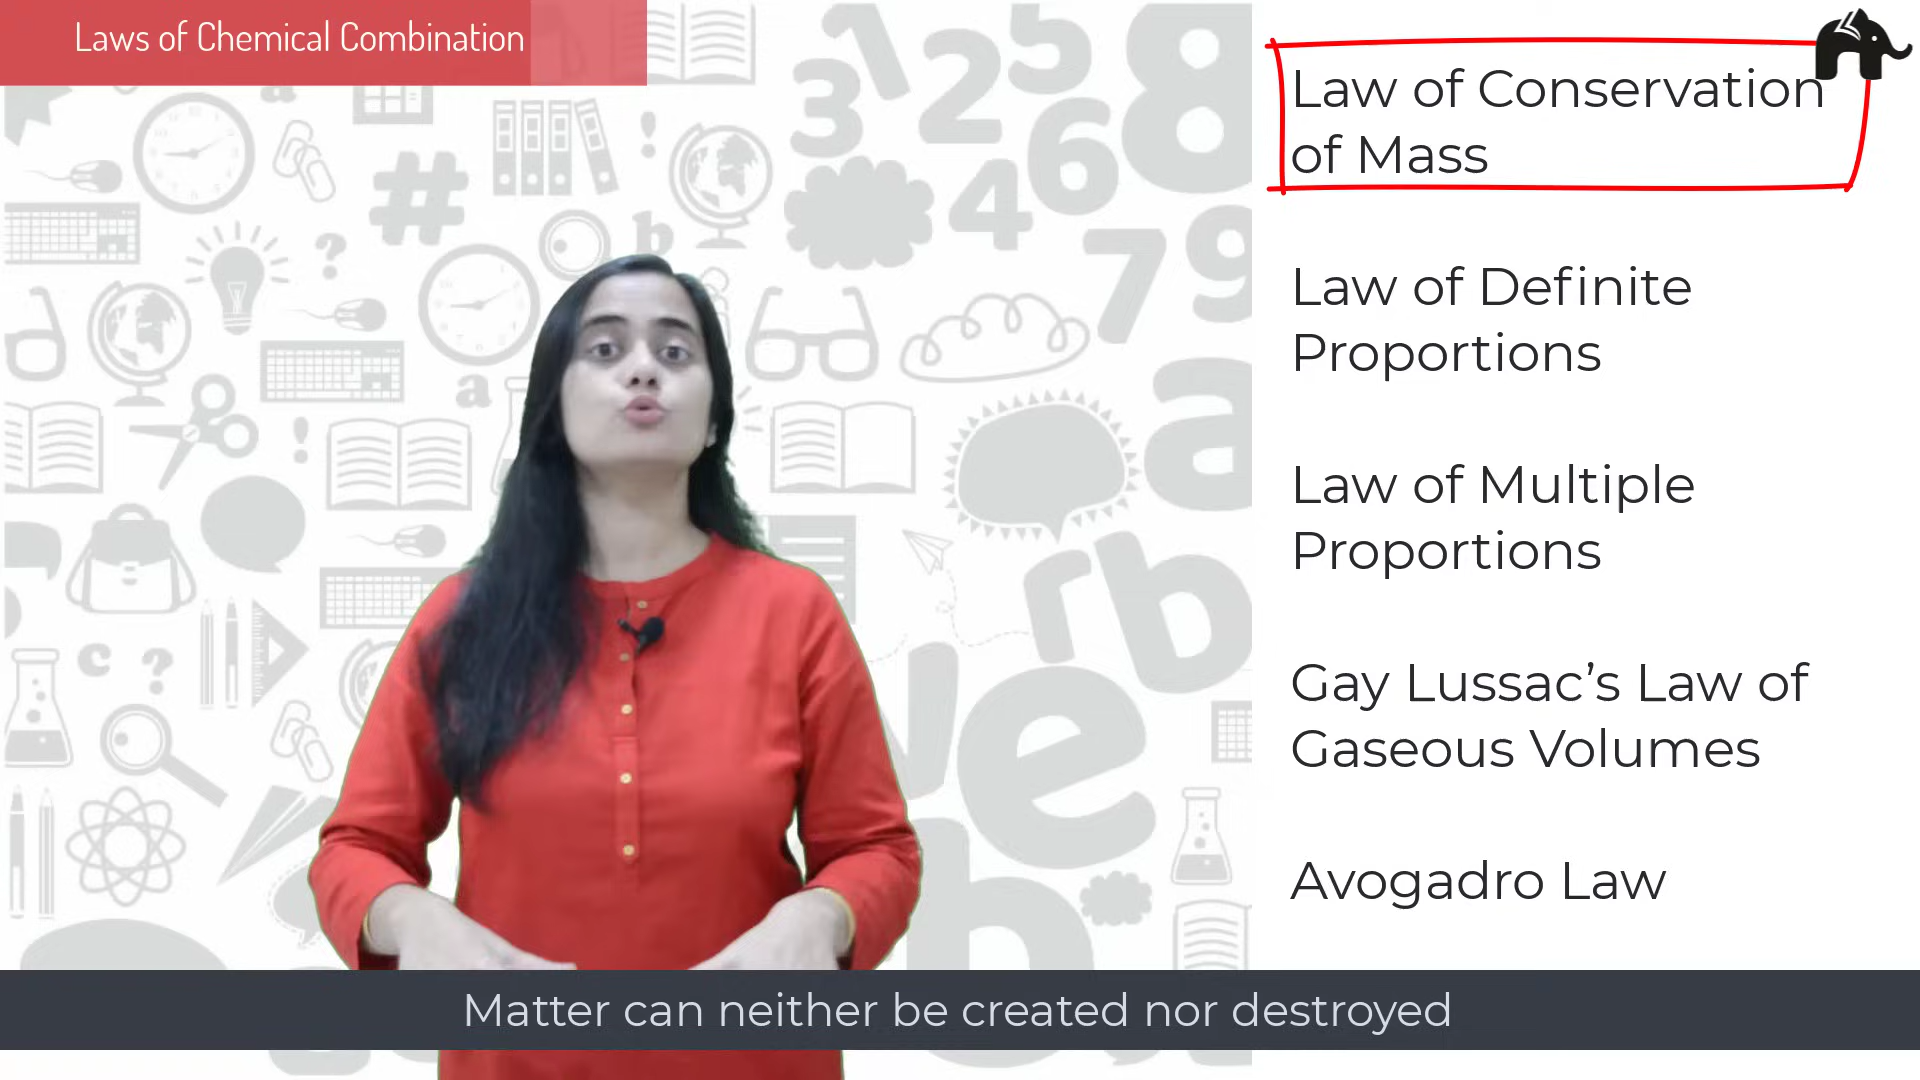 Laws of Chemical Combination
Law of Conservation
of Mass
Law of Definite
Proportions
Law of Multiple
Proportions
Gay Lussac’s Law of
Gaseous Volumes
Avogadro Law
Matter can neither be created nor destroyed